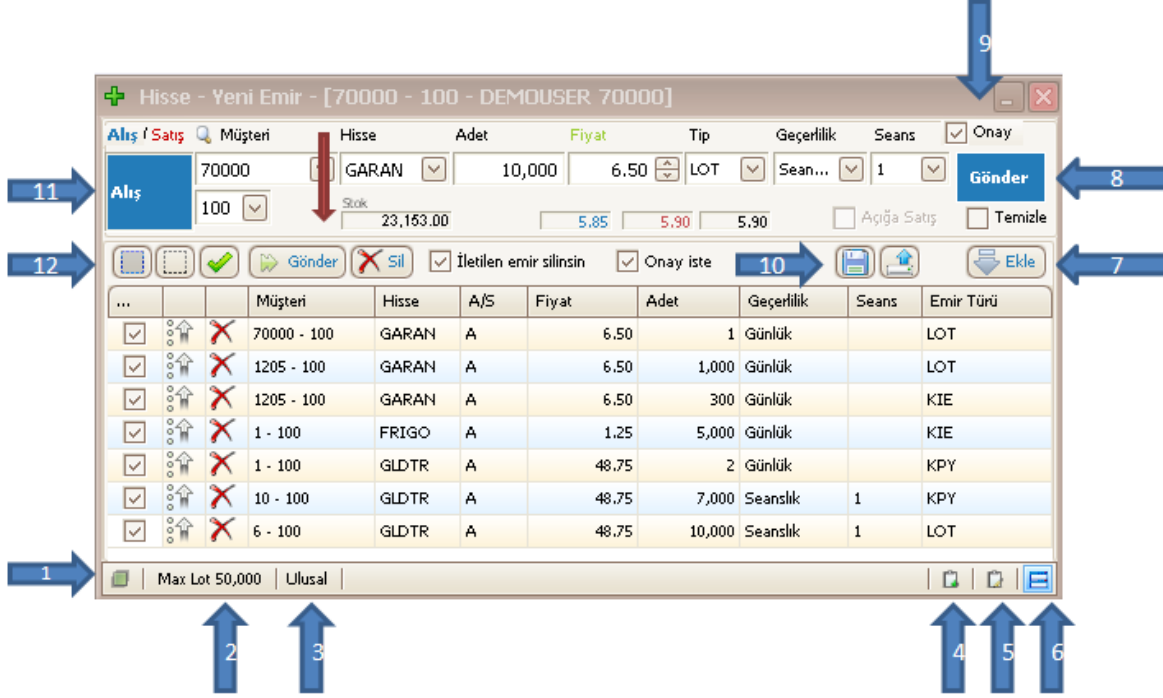 9
Hisse - Yeni Emir - [70000 - 100 - DEMOUSER 70000]
Alış / Satış Müşteri Hisse Adet Fiyat Tip Geçerlilik Seans Onay
11 Alış 70000 GARAN 10,000 6.50 LOT Sean... 1 Gönder 8
100 Stok 23,153.00 5.85 5.90 5.90 Açığa Satış Temizle
12 Gönder Sil İletilen emir silinsin Onay iste 10 Ekle 7
... Müşteri Hisse A/S Fiyat Adet Geçerlilik Seans Emir Türü
70000 - 100 GARAN A 6.50 1 Günlük LOT
1205 - 100 GARAN A 6.50 1,000 Günlük LOT
1205 - 100 GARAN A 6.50 300 Günlük KIE
1 - 100 FRIGO A 1.25 5,000 Günlük KIE
1 - 100 GLDTR A 48.75 2 Günlük KPY
10 - 100 GLDTR A 48.75 7,000 Seanslık 1 KPY
6 - 100 GLDTR A 48.75 10,000 Seanslık 1 LOT
1 Max Lot 50,000 Ulusal
2 3 4 5 6